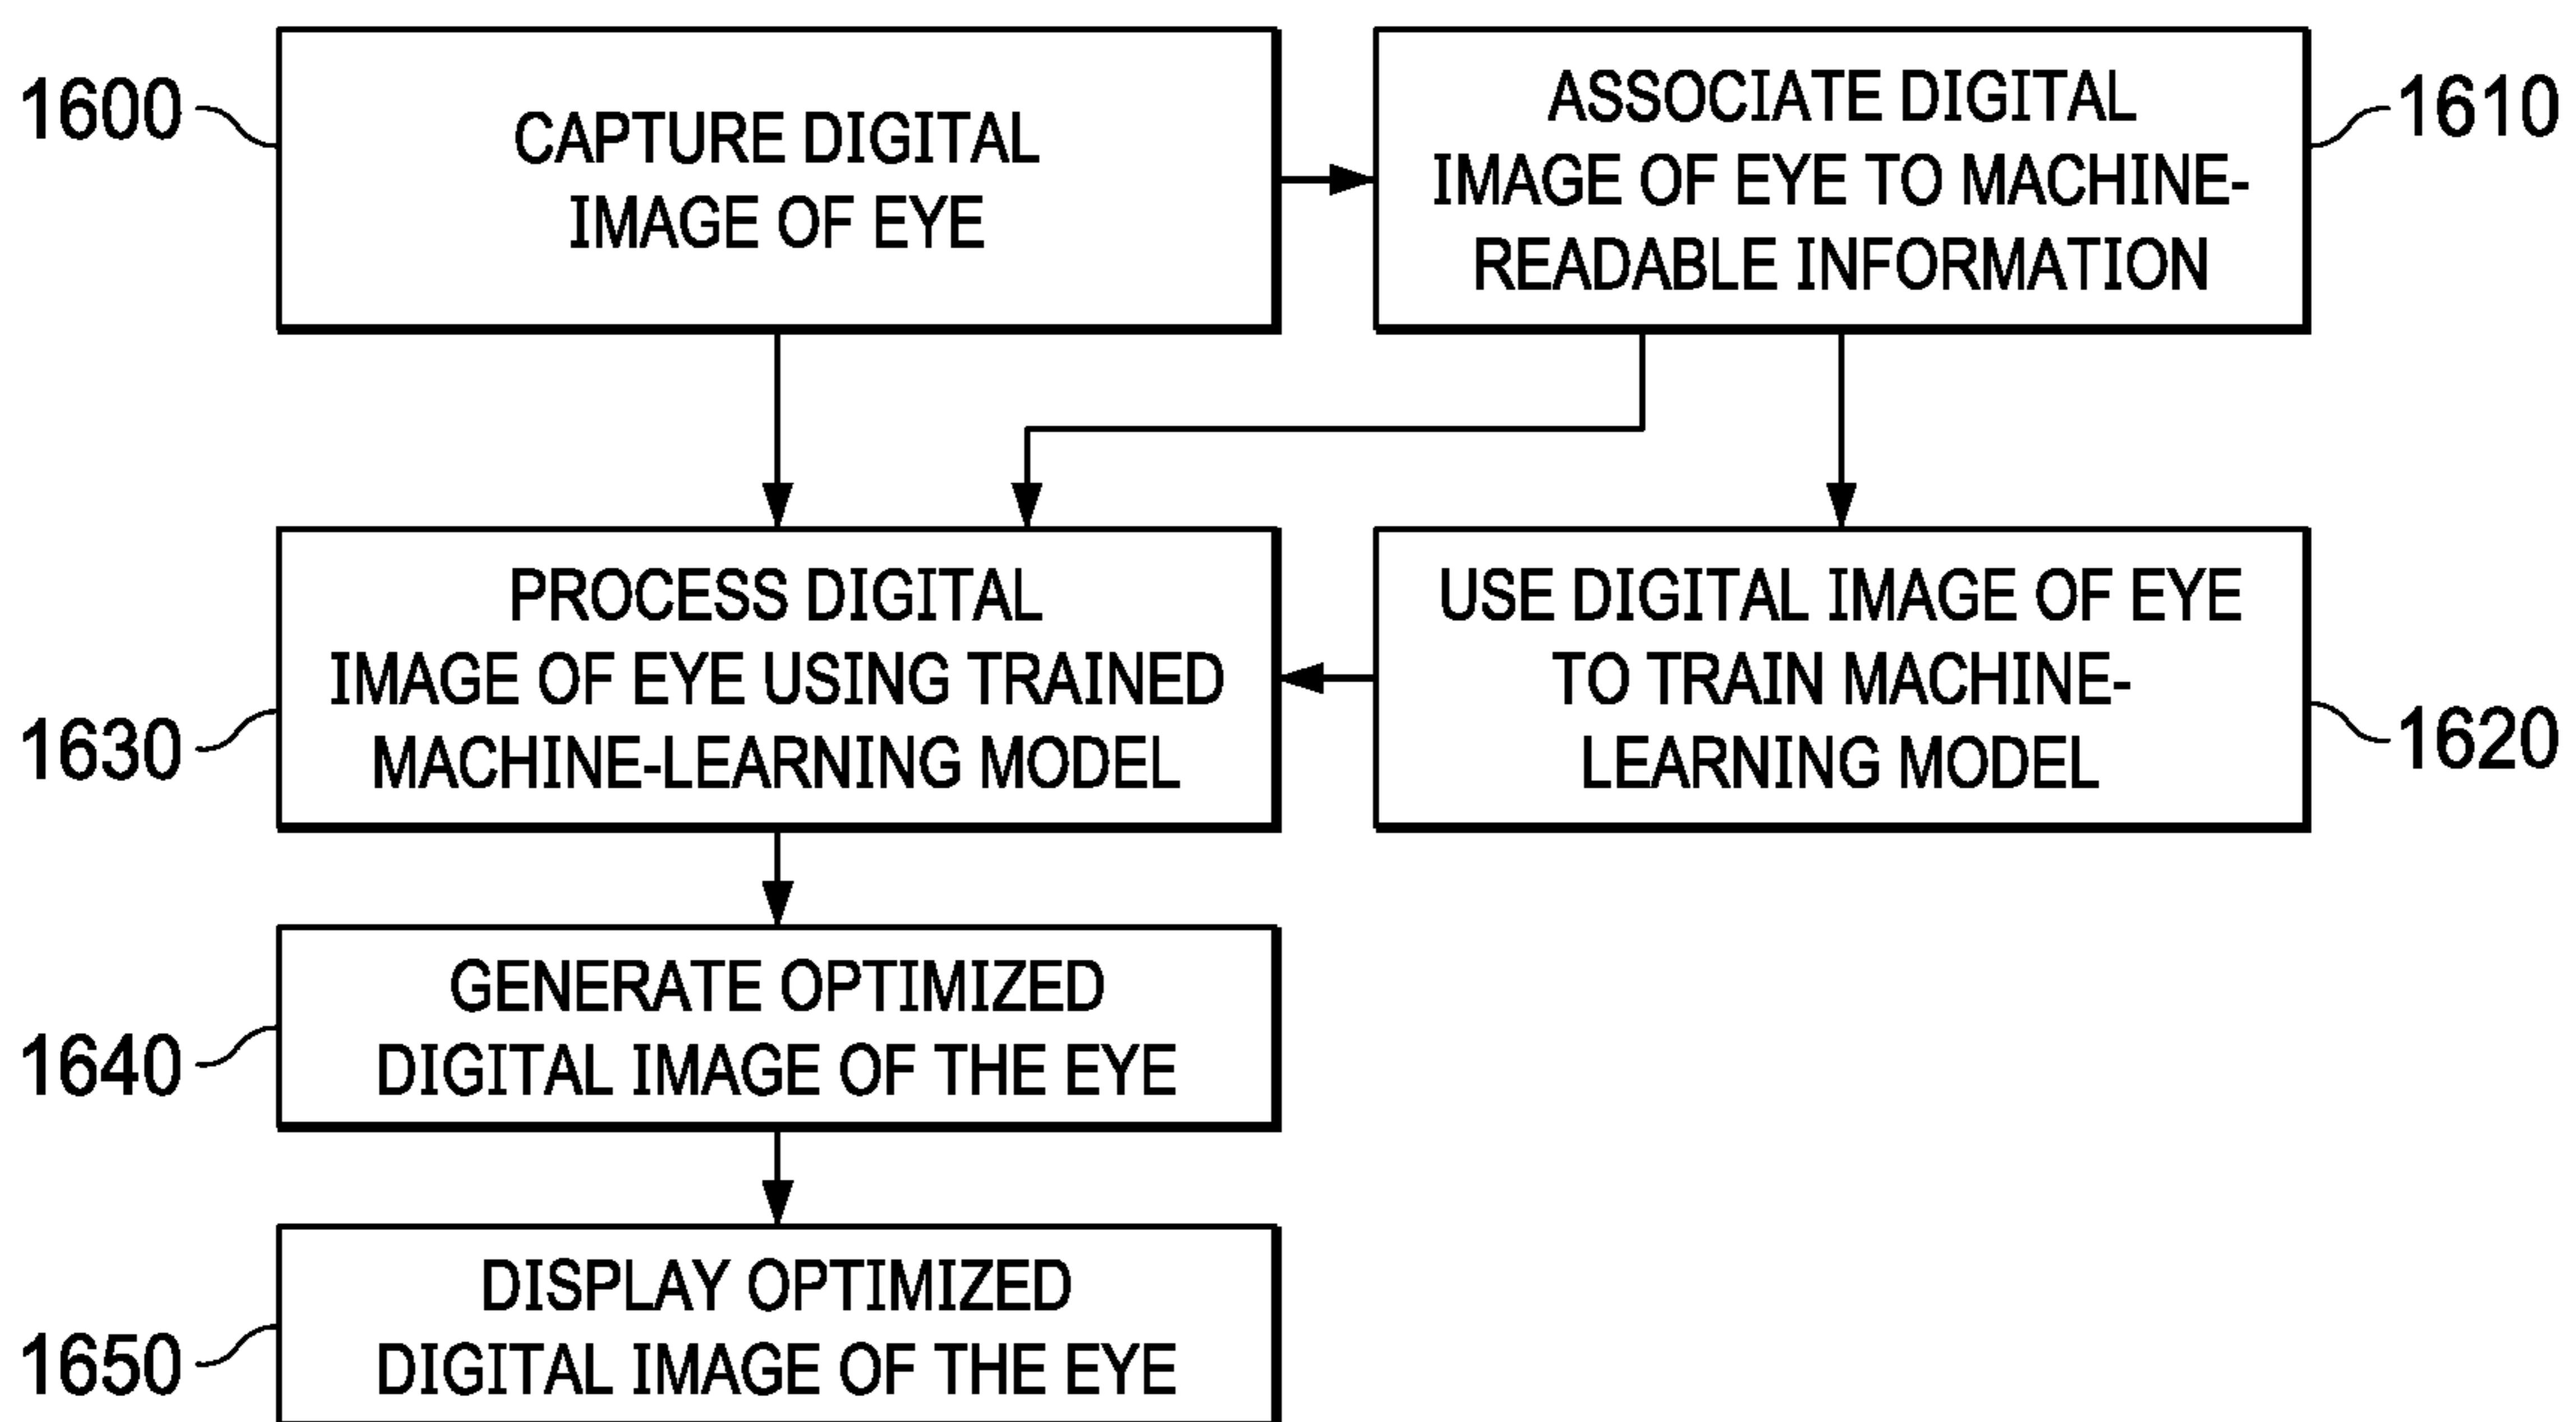 1600
CAPTURE DIGITAL
IMAGE OF EYE
ASSOCIATE DIGITAL
IMAGE OF EYE TO MACHINE-
READABLE INFORMATION
1610
PROCESS DIGITAL
IMAGE OF EYE USING TRAINED
MACHINE-LEARNING MODEL
1630
USE DIGITAL IMAGE OF EYE
TO TRAIN MACHINE-
LEARNING MODEL
1620
GENERATE OPTIMIZED
DIGITAL IMAGE OF THE EYE
1640
DISPLAY OPTIMIZED
DIGITAL IMAGE OF THE EYE
1650